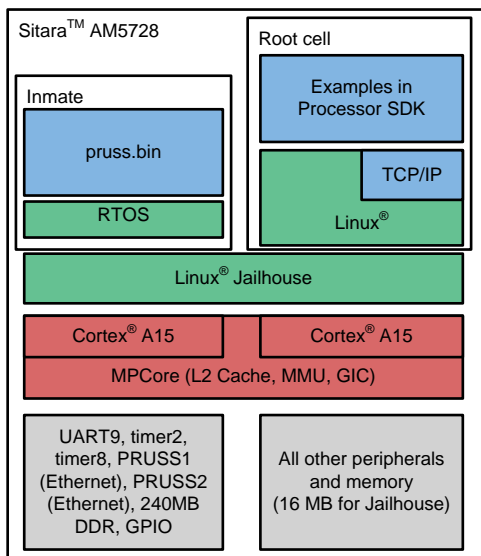 Sitara™ AM5728
Root cell
Examples in
Processor SDK
Inmate
pruss.bin
TCP/IP
RTOS
Linux®
Linux® Jailhouse
Cortex® A15
Cortex® A15
MPCore (L2 Cache, MMU, GIC)
UART9, timer2,
timer8, PRUSS1
(Ethernet), PRUSS2
(Ethernet), 240MB
DDR, GPIO
All other peripherals
and memory
(16 MB for Jailhouse)